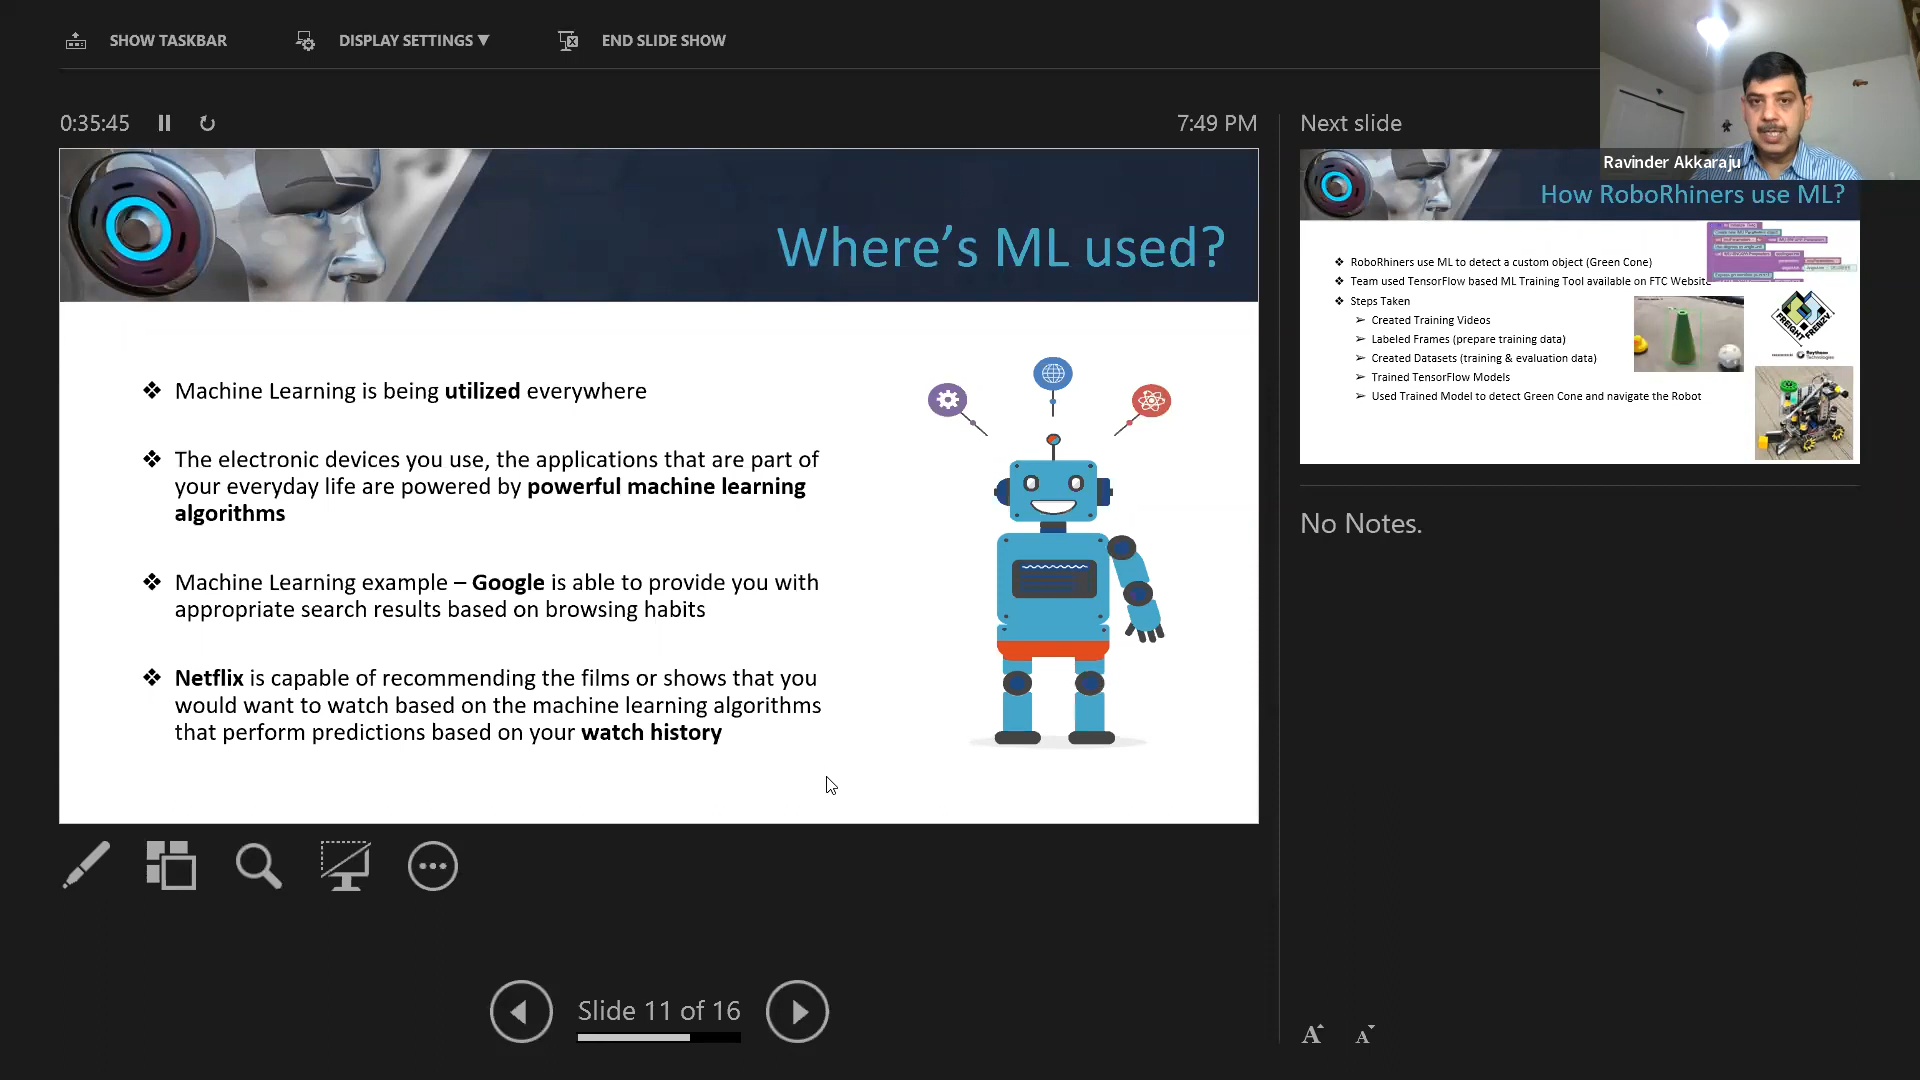 SHOW TASKBAR
DISPLAY SETTINGS ▼
END SLIDE SHOW
0:35:45
7:49 PM
Where's ML used?
❖ Machine Learning is being utilized everywhere
❖ The electronic devices you use, the applications that are part of
your everyday life are powered by powerful machine learning
algorithms
❖ Machine Learning example – Google is able to provide you with
appropriate search results based on browsing habits
❖ Netflix is capable of recommending the films or shows that you
would want to watch based on the machine learning algorithms
that perform predictions based on your watch history
Slide 11 of 16
Next slide
Ravinder Akkaraju
How RoboRhiners use ML?
❖ RoboRhiners use ML to detect a custom object (Green Cone)
❖ Team used TensorFlow based ML Training Tool available on FTC Website
❖ Steps Taken
➢ Created Training Videos
➢ Labeled Frames (prepare training data)
➢ Created Datasets (training & evaluation data)
➢ Trained TensorFlow Models
➢ Used Trained Model to detect Green Cone and navigate the Robot
FREIGHT FRENZY
Raytheon
Technologies
No Notes.
A A